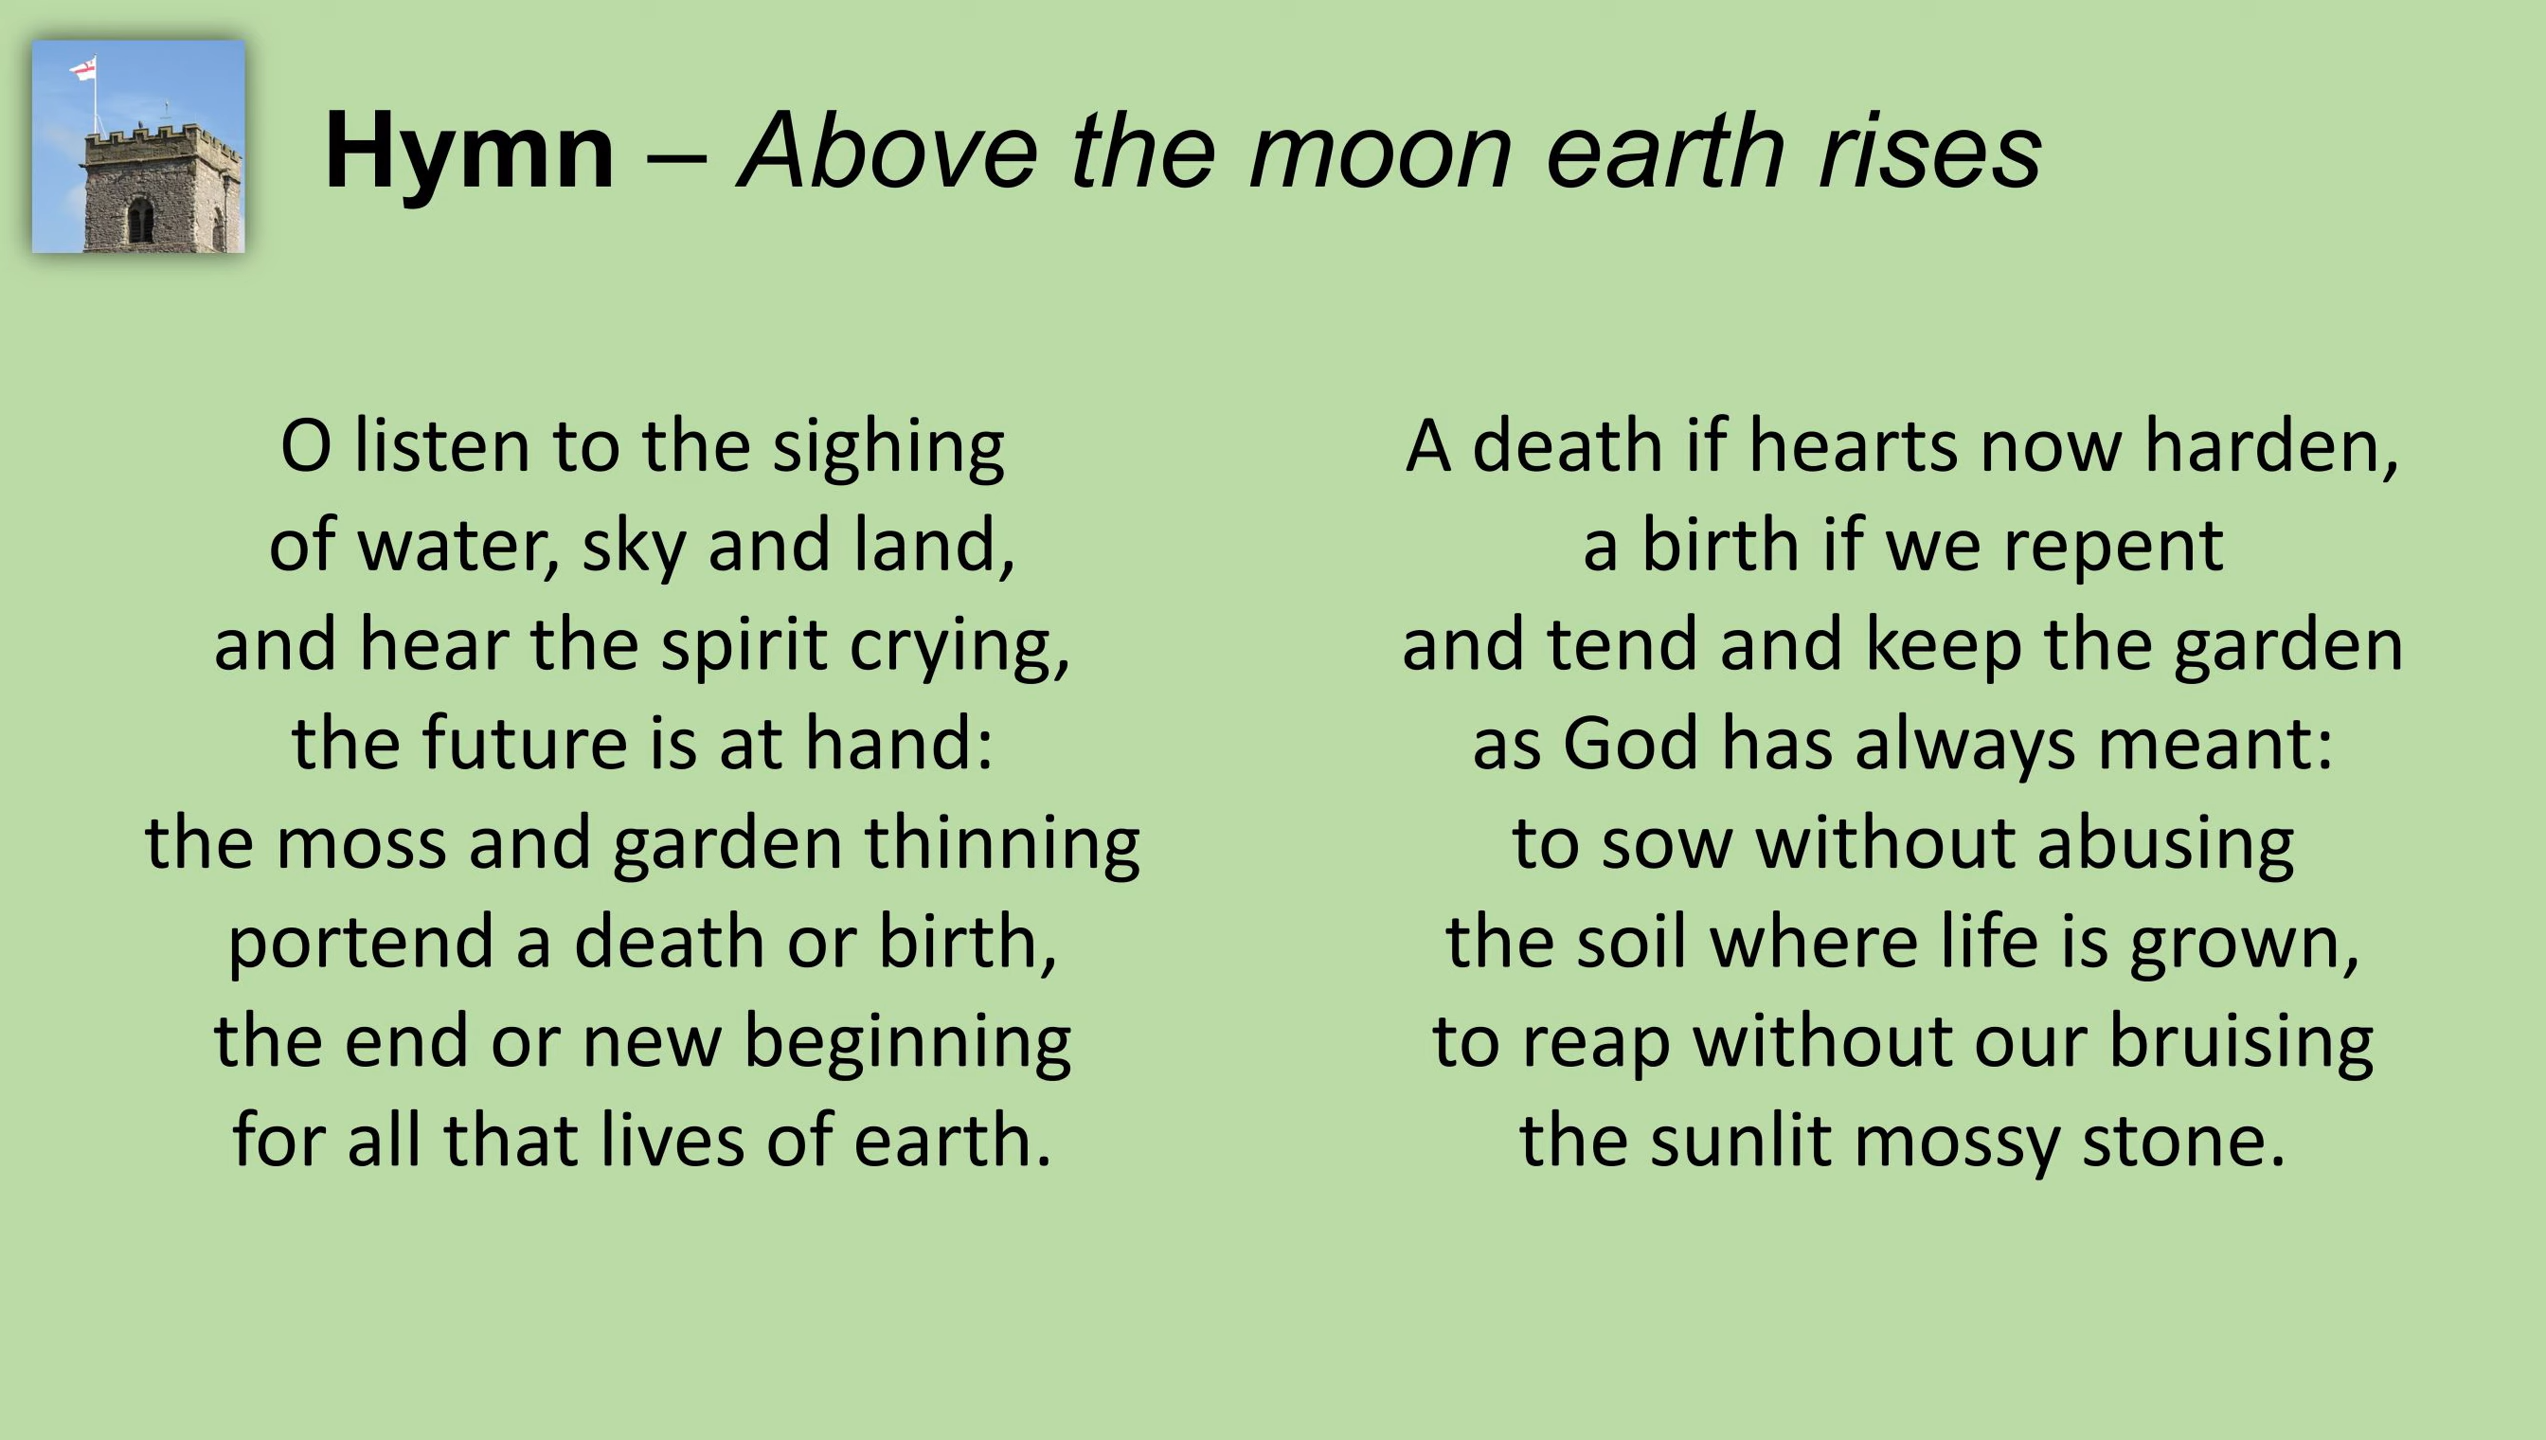 Hymn – Above the moon earth rises
O listen to the sighing
of water, sky and land,
and hear the spirit crying,
the future is at hand:
the moss and garden thinning
portend a death or birth,
the end or new beginning
for all that lives of earth.
A death if hearts now harden,
a birth if we repent
and tend and keep the garden
as God has always meant:
to sow without abusing
the soil where life is grown,
to reap without our bruising
the sunlit mossy stone.